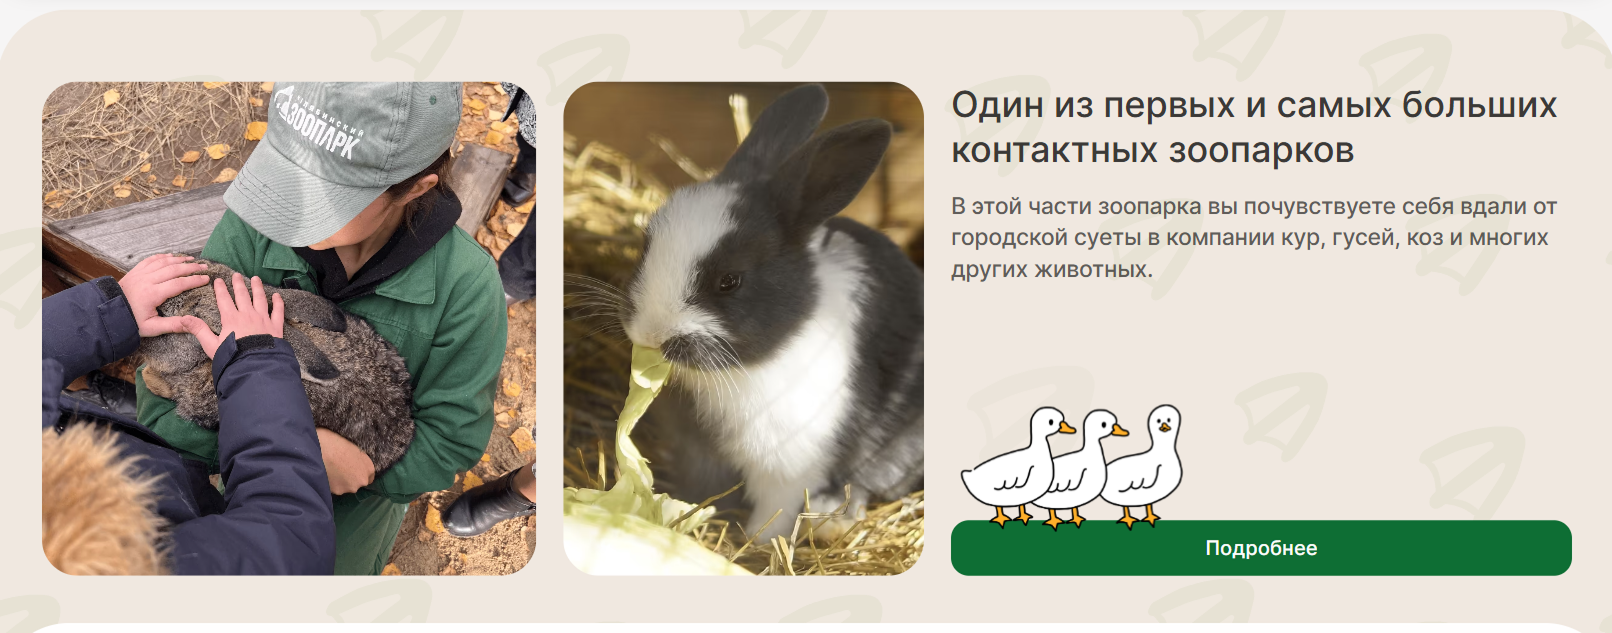 ЗООПАРК
Один из первых и самых больших
контактных зоопарков
В этой части зоопарка вы почувствуете себя вдали от
городской суеты в компании кур, гусей, коз и многих
других животных.
Подробнее